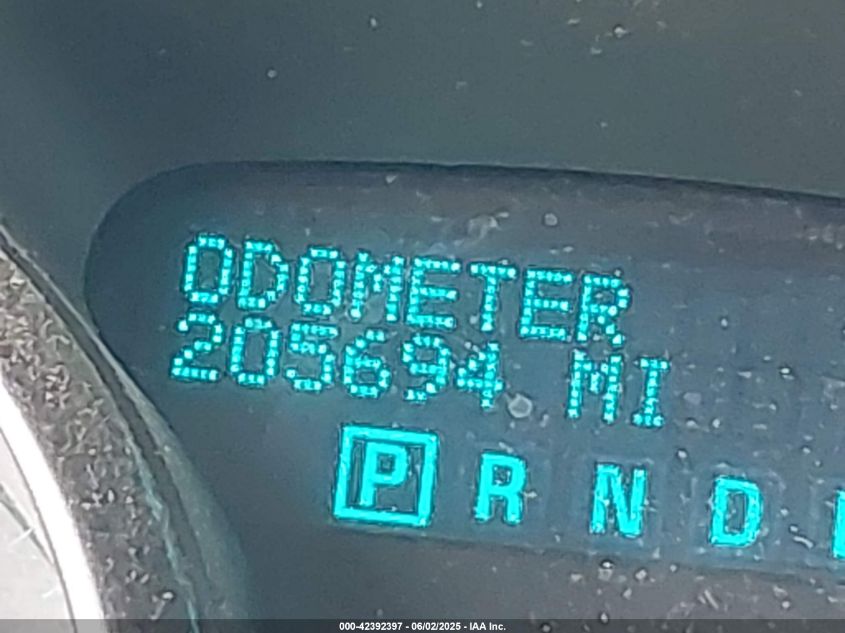 ODOMETER
205694 MI
P R N D
000-42392397 - 06/02/2025 - IAA Inc.